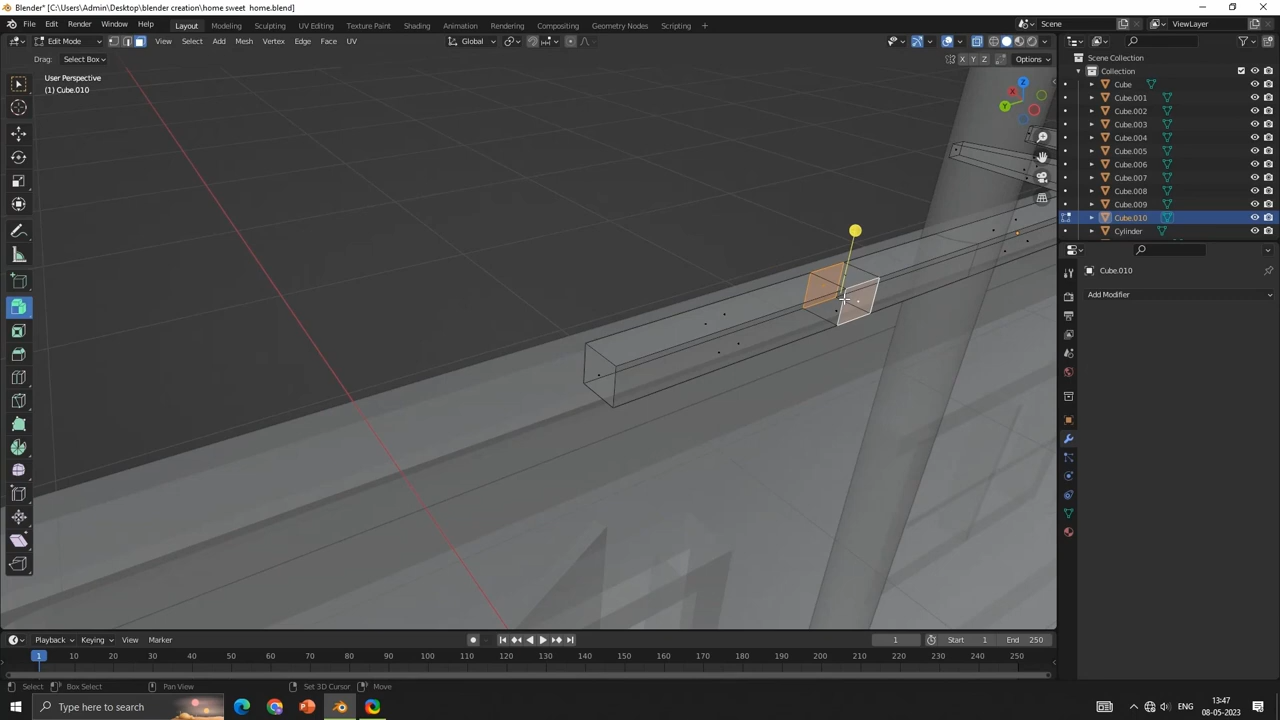 Blender* [C:\Users\Admin\Desktop\blender creation\home sweet  home.blend]
File Edit Render Window Help Layout Modeling Sculpting UV Editing Texture Paint Shading Animation Rendering Compositing Geometry Nodes Scripting + Scene ViewLayer
Edit Mode View Select Add Mesh Vertex Edge Face UV Global
Drag: Select Box X Y Z Options
User Perspective
(1) Cube.010
Z
X
Y
Scene Collection
Collection
Cube
Cube.001
Cube.002
Cube.003
Cube.004
Cube.005
Cube.006
Cube.007
Cube.008
Cube.009
Cube.010
Cylinder
Cube.010
Add Modifier
Playback Keying View Marker 1 Start 1 End 250
1 10 20 30 40 50 60 70 80 90 100 110 120 130 140 150 160 170 180 190 200 210 220 230 240 250
Select Box Select Pan View Set 3D Cursor Move
Type here to search ENG 13:47
08-05-2023